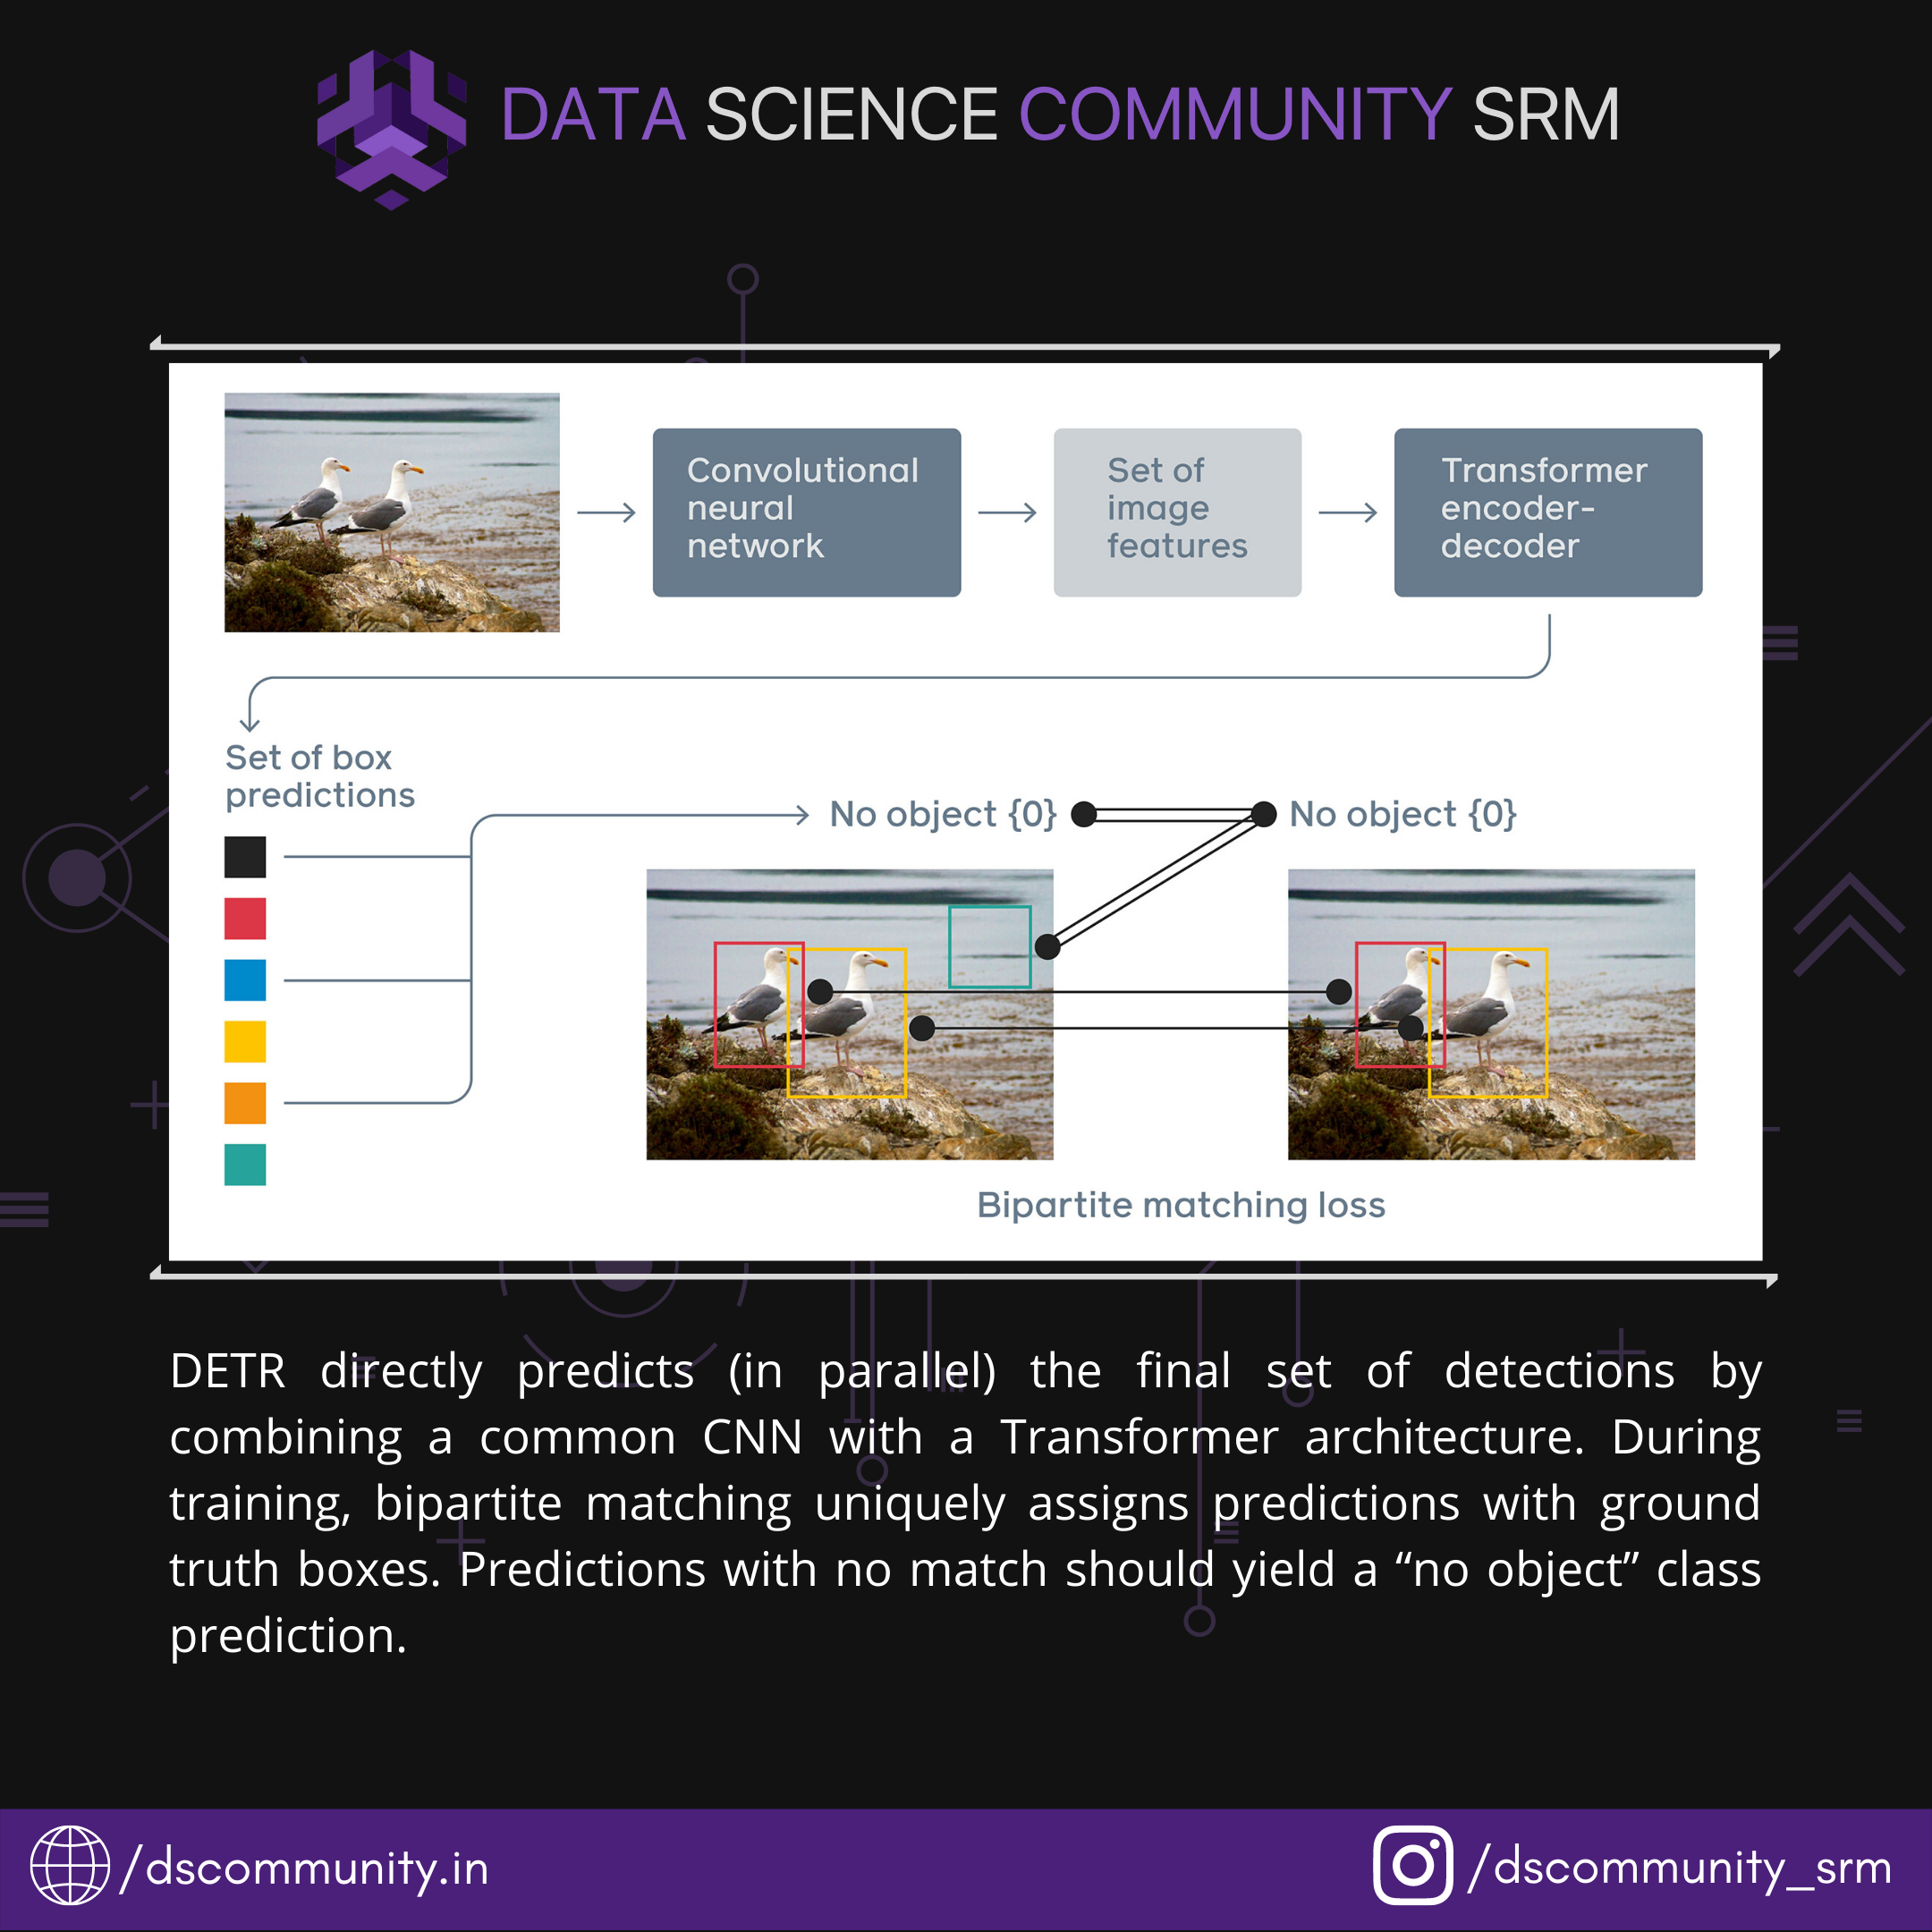 DATA SCIENCE COMMUNITY SRM
Convolutional
neural
network
Set of
image
features
Transformer
encoder-
decoder
Set of box
predictions
No object {0}
No object {0}
Bipartite matching loss
DETR directly predicts (in parallel) the final set of detections by
combining a common CNN with a Transformer architecture. During
training, bipartite matching uniquely assigns predictions with ground
truth boxes. Predictions with no match should yield a “no object” class
prediction.
/dscommunity.in
/dscommunity_srm